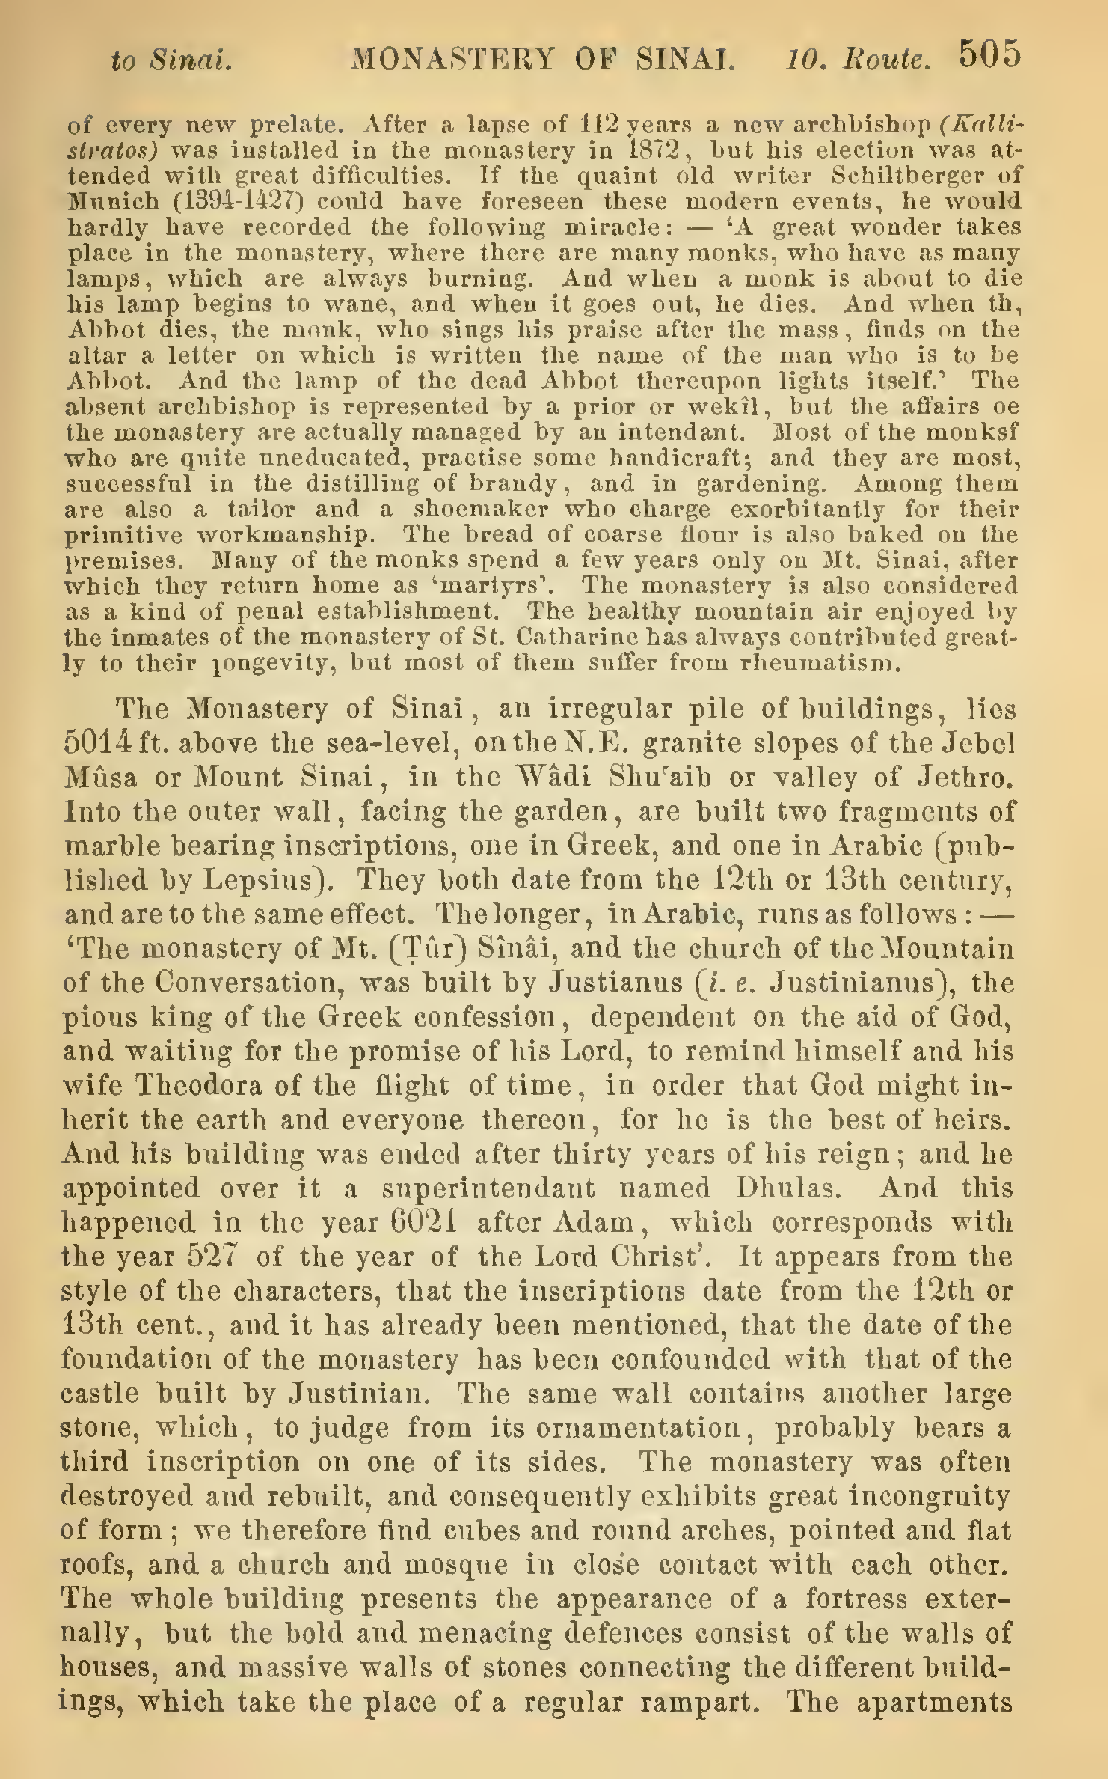 to Sinai. MONASTERY OF SINAI. 10. Route. 505
of every new prelate. After a lapse of 112 years a new archbishop (Kalli-
stratos) was installed in the monastery in 1872, but his election was at-
tended with great difficulties. If the quaint old writer Schiltberger of
Munich (1394-1427) could have foreseen these modern events, he would
hardly have recorded the following miracle: — ‘A great wonder takes
place in the monastery, where there are many monks, who have as many
lamps, which are always burning. And when a monk is about to die
his lamp begins to wane, and when it goes out, he dies. And when th,
Abbot dies, the monk, who sings his praise after the mass, finds on the
altar a letter on which is written the name of the man who is to be
Abbot. And the lamp of the dead Abbot thereupon lights itself.’ The
absent archbishop is represented by a prior or wekîl, but the affairs oe
the monastery are actually managed by an intendant. Most of the monksf
who are quite uneducated, practise some handicraft; and they are most,
successful in the distilling of brandy, and in gardening. Among them
are also a tailor and a shoemaker who charge exorbitantly for their
primitive workmanship. The bread of coarse flour is also baked on the
premises. Many of the monks spend a few years only on Mt. Sinai, after
which they return home as ‘martyrs’. The monastery is also considered
as a kind of penal establishment. The healthy mountain air enjoyed by
the inmates of the monastery of St. Catharine has always contributed great-
ly to their longevity, but most of them suffer from rheumatism.
The Monastery of Sinai, an irregular pile of buildings, lies
5014 ft. above the sea-level, on the N.E. granite slopes of the Jebel
Mûsa or Mount Sinai, in the Wâdi Shuʿaib or valley of Jethro.
Into the outer wall, facing the garden, are built two fragments of
marble bearing inscriptions, one in Greek, and one in Arabic (pub-
lished by Lepsius). They both date from the 12th or 13th century,
and are to the same effect. The longer, in Arabic, runs as follows: —
‘The monastery of Mt. (Ṭûr) Sînâi, and the church of the Mountain
of the Conversation, was built by Justianus (i. e. Justinianus), the
pious king of the Greek confession, dependent on the aid of God,
and waiting for the promise of his Lord, to remind himself and his
wife Theodora of the flight of time, in order that God might in-
herit the earth and everyone thereon, for he is the best of heirs.
And his building was ended after thirty years of his reign; and he
appointed over it a superintendant named Dhulas. And this
happened in the year 6021 after Adam, which corresponds with
the year 527 of the year of the Lord Christ’. It appears from the
style of the characters, that the inscriptions date from the 12th or
13th cent., and it has already been mentioned, that the date of the
foundation of the monastery has been confounded with that of the
castle built by Justinian. The same wall contains another large
stone, which, to judge from its ornamentation, probably bears a
third inscription on one of its sides. The monastery was often
destroyed and rebuilt, and consequently exhibits great incongruity
of form; we therefore find cubes and round arches, pointed and flat
roofs, and a church and mosque in close contact with each other.
The whole building presents the appearance of a fortress exter-
nally, but the bold and menacing defences consist of the walls of
houses, and massive walls of stones connecting the different build-
ings, which take the place of a regular rampart. The apartments